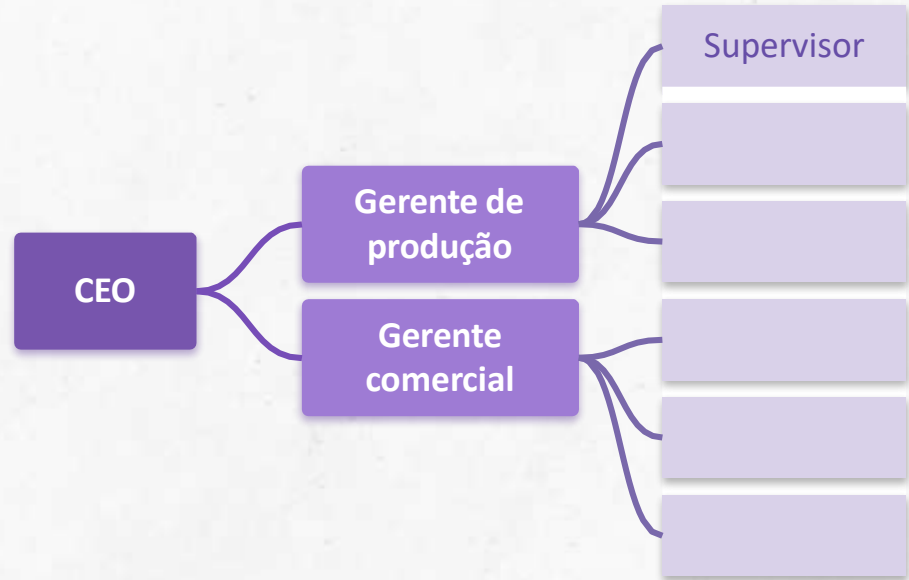 Supervisor
Gerente de
produção
CEO
Gerente
comercial